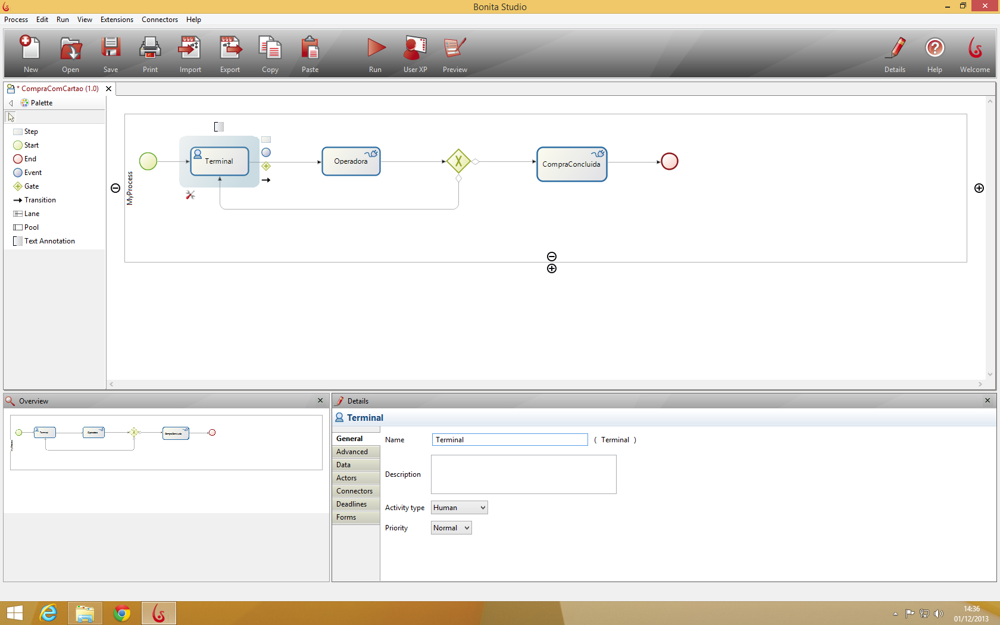 Bonita Studio
Process Edit Run View Extensions Connectors Help
New Open Save Print Import Export Copy Paste Run User XP Preview Details Help Welcome
* CompraComCartao (1.0)
Palette
Step
Start
End
Event
Gate
Transition
Lane
Pool
Text Annotation
MyProcess
Terminal
Operadora
CompraConcluida
Overview
Terminal
Operadora
CompraConcluida
Details
Terminal
General
Advanced
Data
Actors
Connectors
Deadlines
Forms
Name Terminal ( Terminal )
Description
Activity type Human
Priority Normal
14:36
01/12/2013